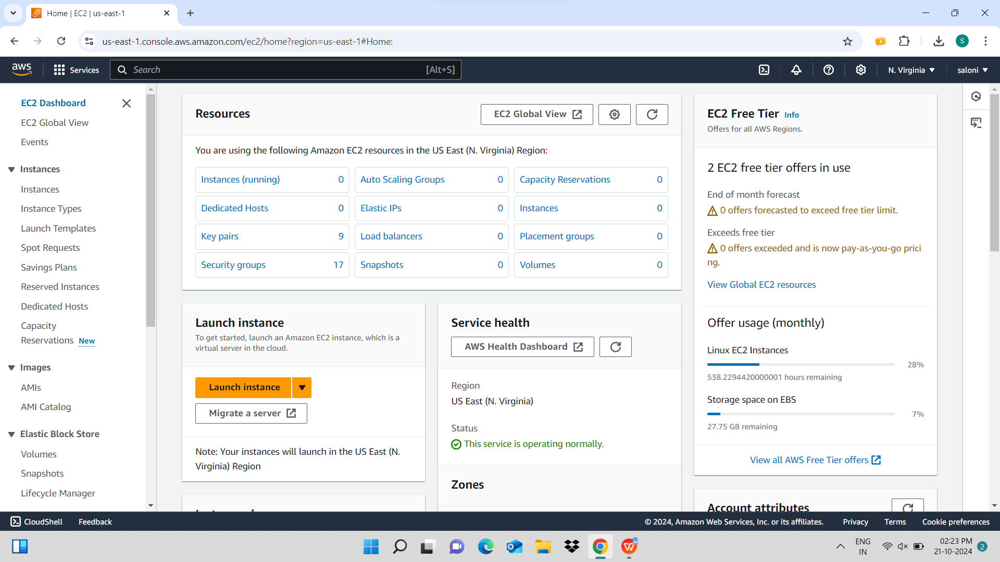 Home | EC2 | us-east-1
us-east-1.console.aws.amazon.com/ec2/home?region=us-east-1#Home:
S
aws
Services
Search
[Alt+S]
N. Virginia
saloni
EC2 Dashboard
EC2 Global View
Events
Instances
Instances
Instance Types
Launch Templates
Spot Requests
Savings Plans
Reserved Instances
Dedicated Hosts
Capacity
Reservations New
Images
AMIs
AMI Catalog
Elastic Block Store
Volumes
Snapshots
Lifecycle Manager
Resources
EC2 Global View
You are using the following Amazon EC2 resources in the US East (N. Virginia) Region:
Instances (running) 0
Auto Scaling Groups 0
Capacity Reservations 0
Dedicated Hosts 0
Elastic IPs 0
Instances 0
Key pairs 9
Load balancers 0
Placement groups 0
Security groups 17
Snapshots 0
Volumes 0
Launch instance
To get started, launch an Amazon EC2 instance, which is a
virtual server in the cloud.
Launch instance
Migrate a server
Note: Your instances will launch in the US East (N.
Virginia) Region
Service health
AWS Health Dashboard
Region
US East (N. Virginia)
Status
This service is operating normally.
Zones
EC2 Free Tier Info
Offers for all AWS Regions.
2 EC2 free tier offers in use
End of month forecast
0 offers forecasted to exceed free tier limit.
Exceeds free tier
0 offers exceeded and is now pay-as-you-go prici
ng.
View Global EC2 resources
Offer usage (monthly)
Linux EC2 Instances
28%
538.2294420000001 hours remaining
Storage space on EBS
7%
27.75 GB remaining
View all AWS Free Tier offers
Account attributes
CloudShell
Feedback
© 2024, Amazon Web Services, Inc. or its affiliates.
Privacy
Terms
Cookie preferences
ENG
IN
02:23 PM
21-10-2024
2